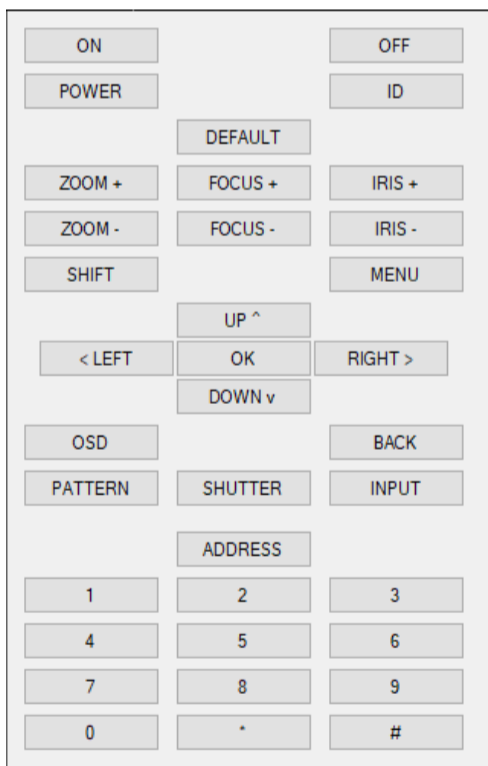 ON OFF
POWER ID
DEFAULT
ZOOM + FOCUS + IRIS +
ZOOM - FOCUS - IRIS -
SHIFT MENU
UP ^
< LEFT OK RIGHT >
DOWN v
OSD BACK
PATTERN SHUTTER INPUT
ADDRESS
1 2 3
4 5 6
7 8 9
0 * #